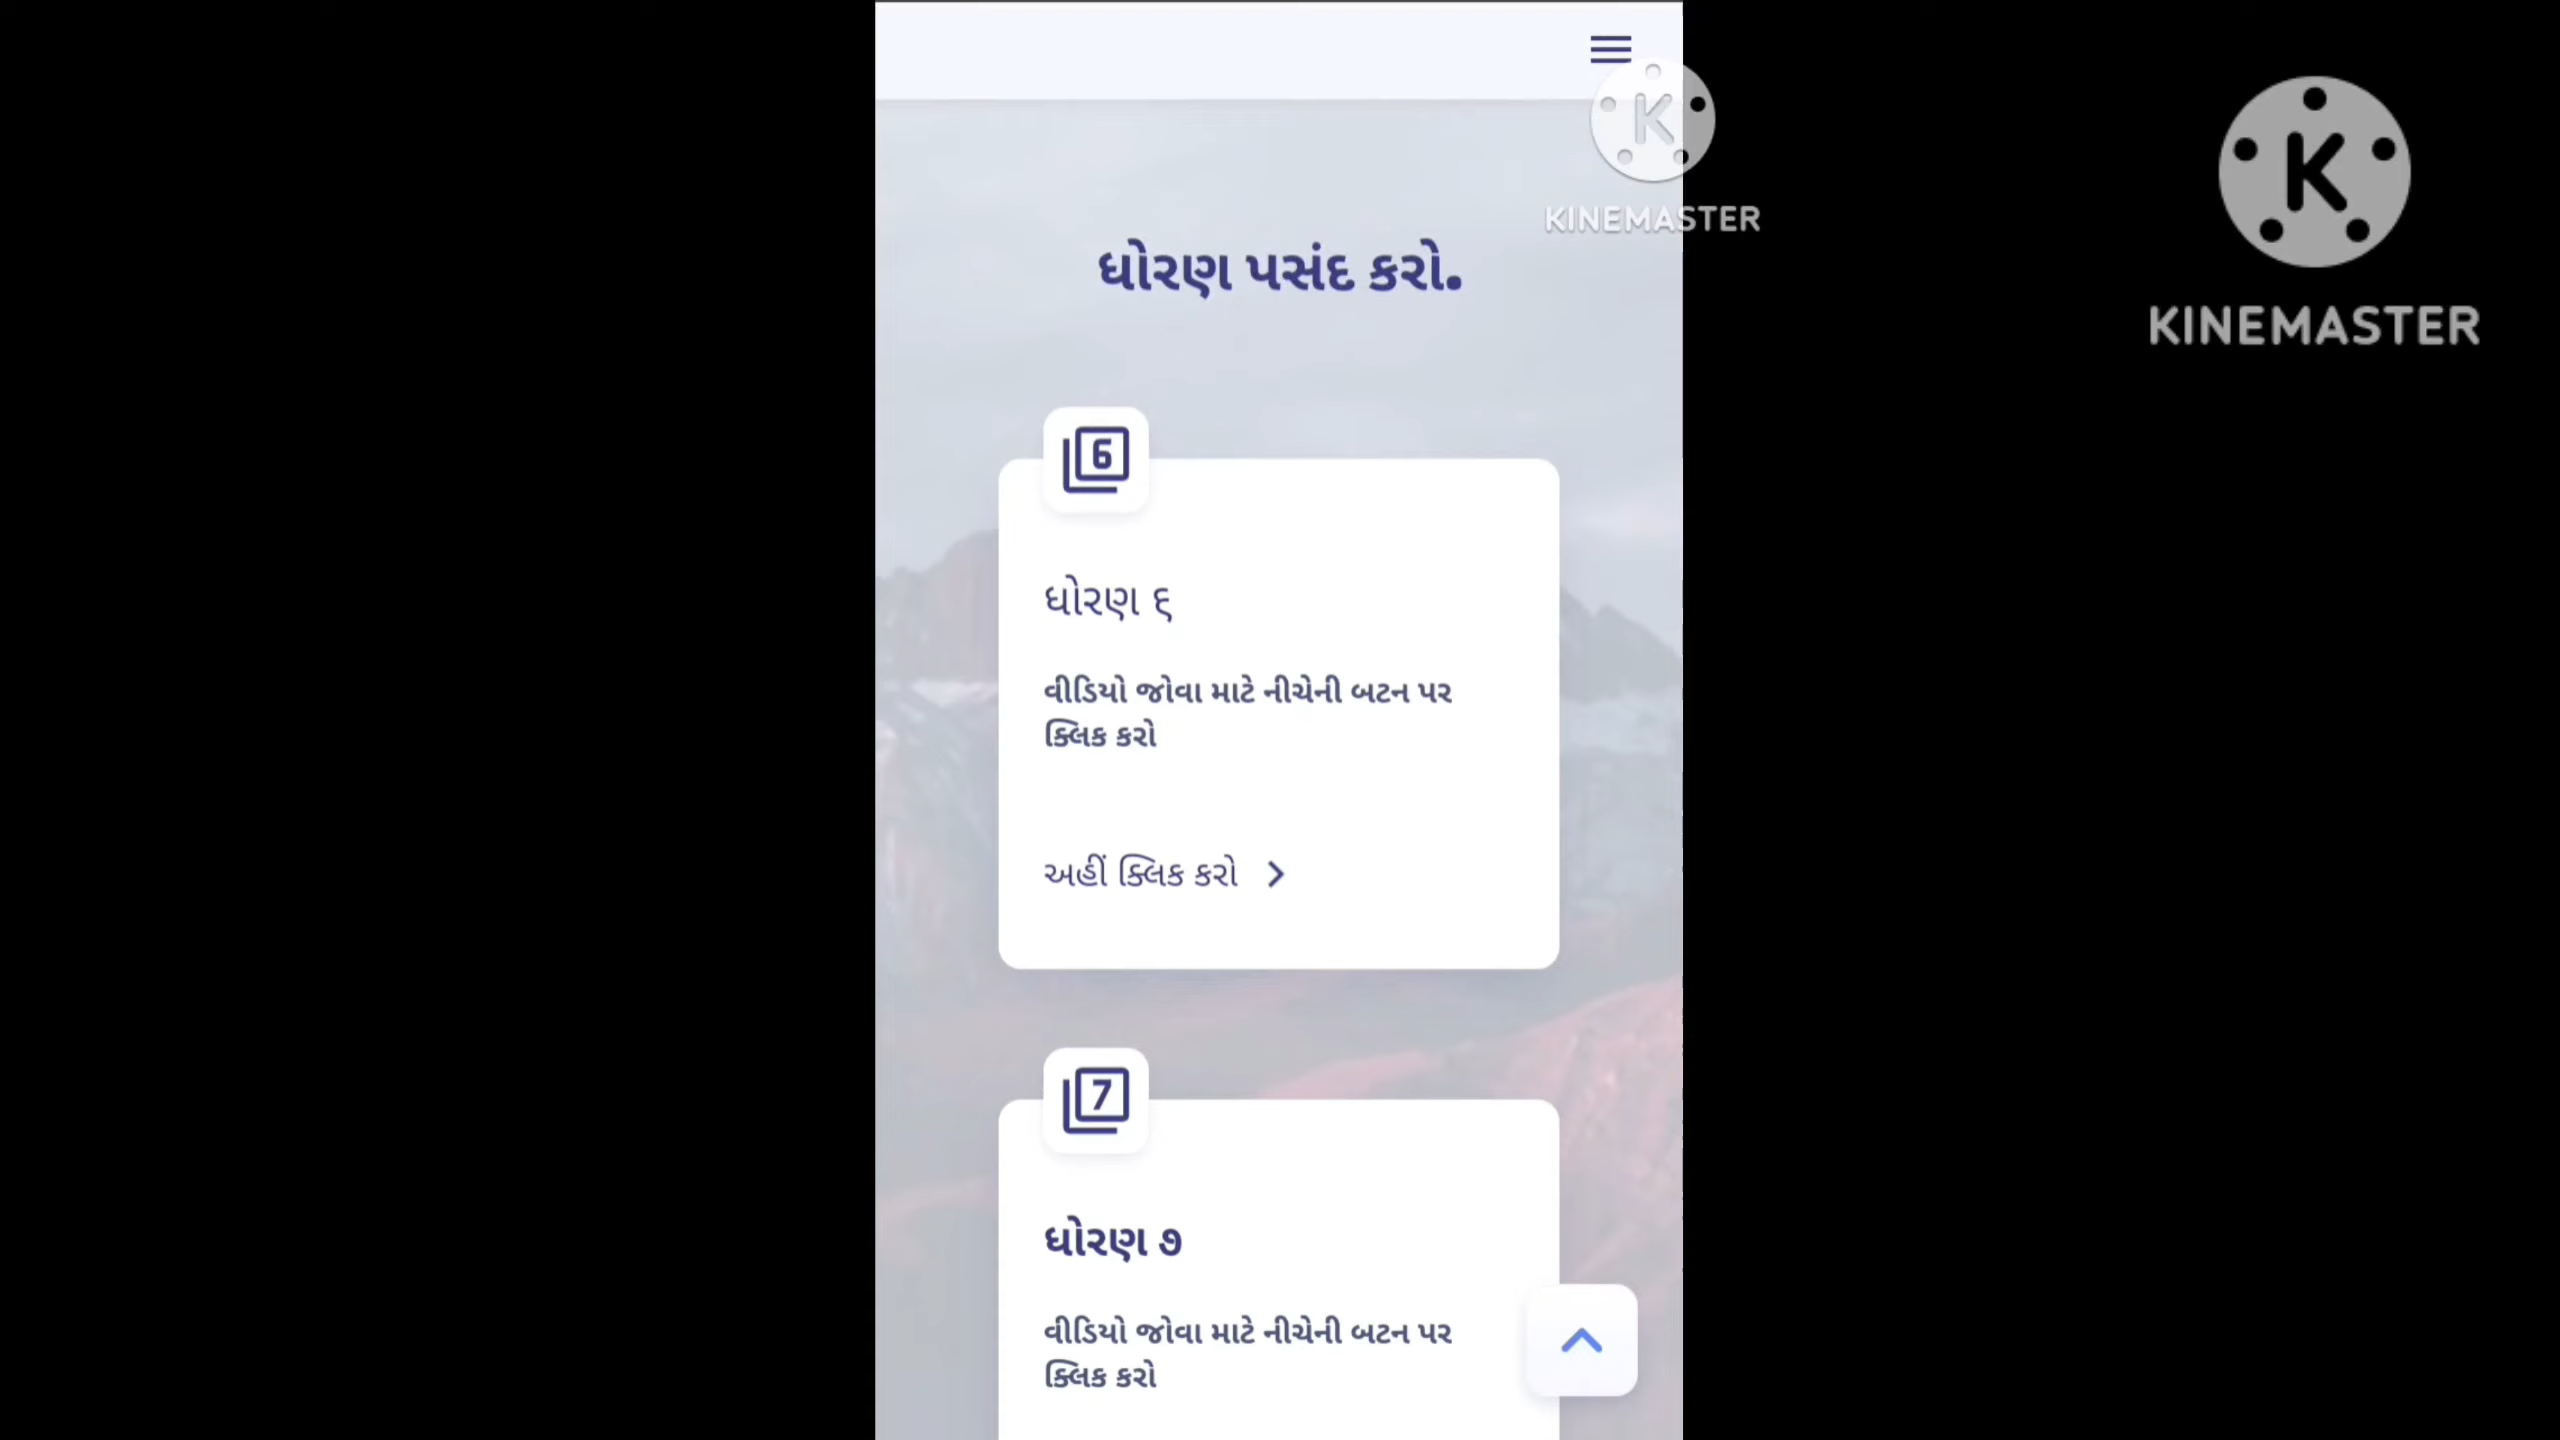 K
KINEMASTER
K
KINEMASTER
ધોરણ પસંદ કરો.
6
ધોરણ ૬
વીડિયો જોવા માટે નીચેની બટન પર
ક્લિક કરો
અહીં ક્લિક કરો
7
ધોરણ ૭
વીડિયો જોવા માટે નીચેની બટન પર
ક્લિક કરો